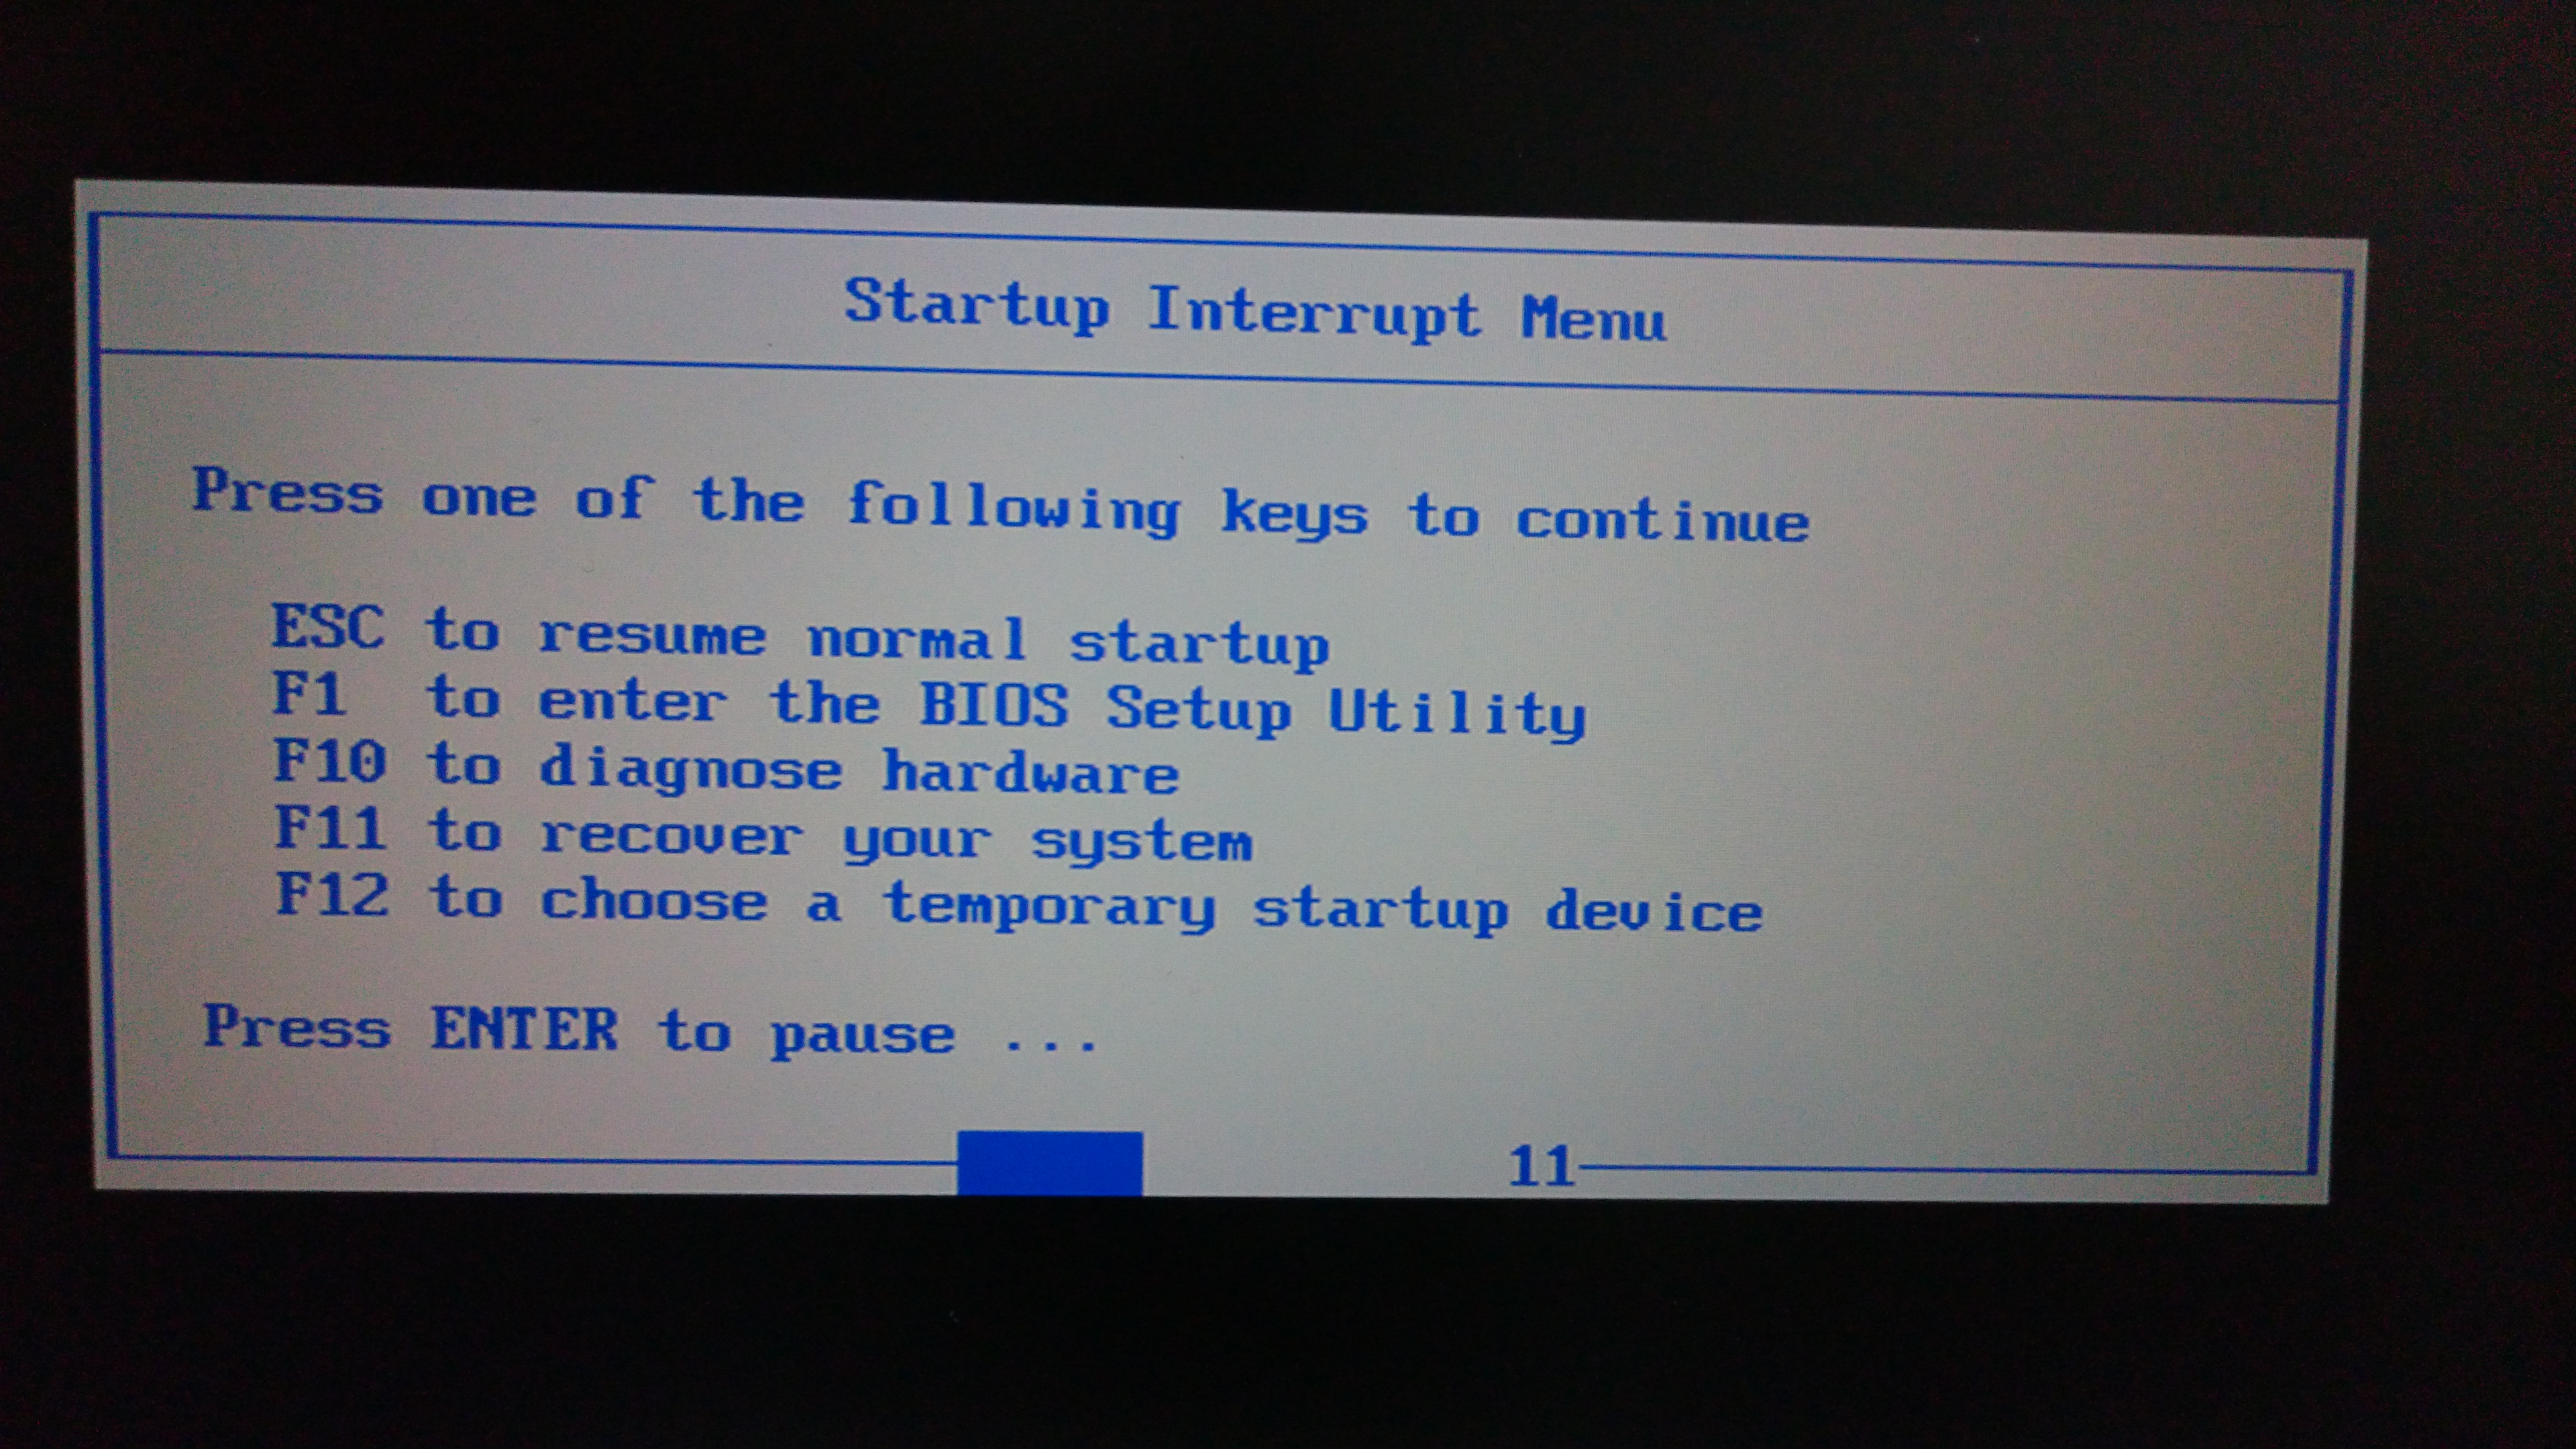 Startup Interrupt Menu
Press one of the following keys to continue
ESC to resume normal startup
F1 to enter the BIOS Setup Utility
F10 to diagnose hardware
F11 to recover your system
F12 to choose a temporary startup device
Press ENTER to pause ...
11